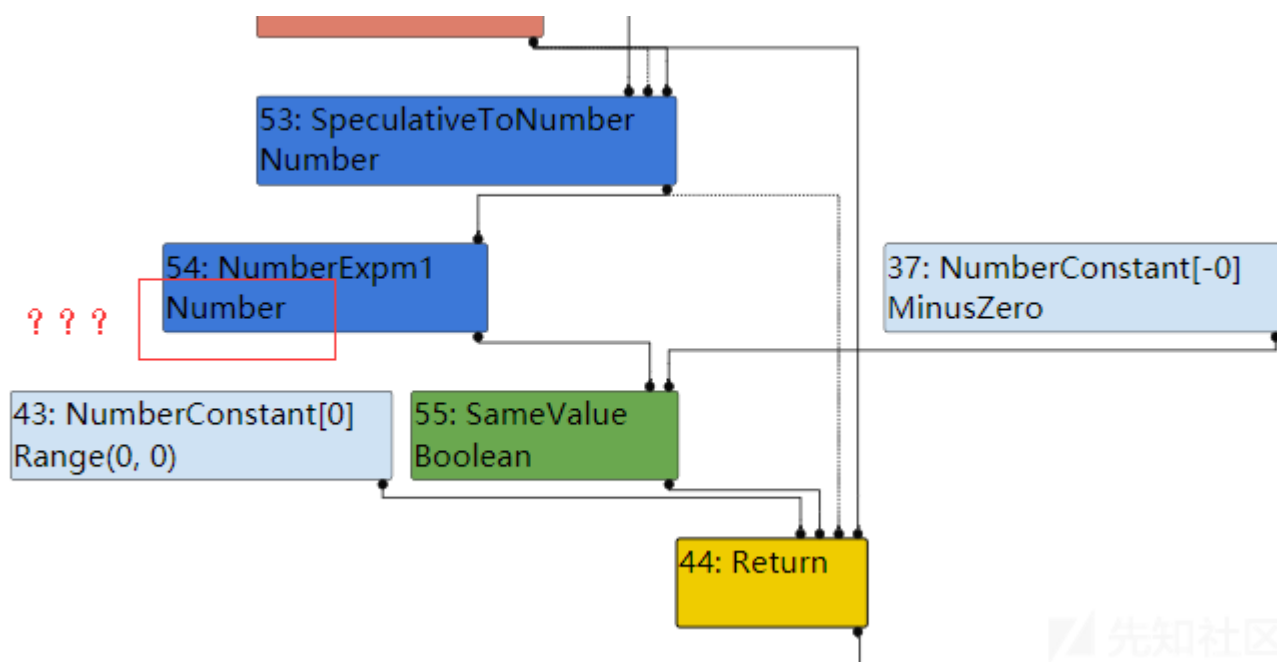 53: SpeculativeToNumber
Number
54: NumberExpm1
Number
? ? ?
37: NumberConstant[-0]
MinusZero
43: NumberConstant[0]
Range(0, 0)
55: SameValue
Boolean
44: Return
先知社区